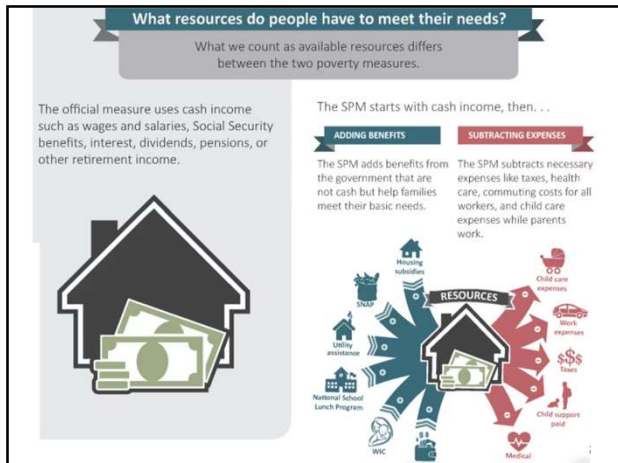 What resources do people have to meet their needs?
What we count as available resources differs
between the two poverty measures.
The official measure uses cash income
such as wages and salaries, Social Security
benefits, interest, dividends, pensions, or
other retirement income.
The SPM starts with cash income, then. . .
ADDING BENEFITS
The SPM adds benefits from
the government that are
not cash but help families
meet their basic needs.
SUBTRACTING EXPENSES
The SPM subtracts necessary
expenses like taxes, health
care, commuting costs for all
workers, and child care
expenses while parents
work.
Housing
subsidies
SNAP
Utility
assistance
National School
Lunch Program
WIC
$$
RESOURCES
Child care
expenses
Work
expenses
$$$
Taxes
Child support
paid
Medical